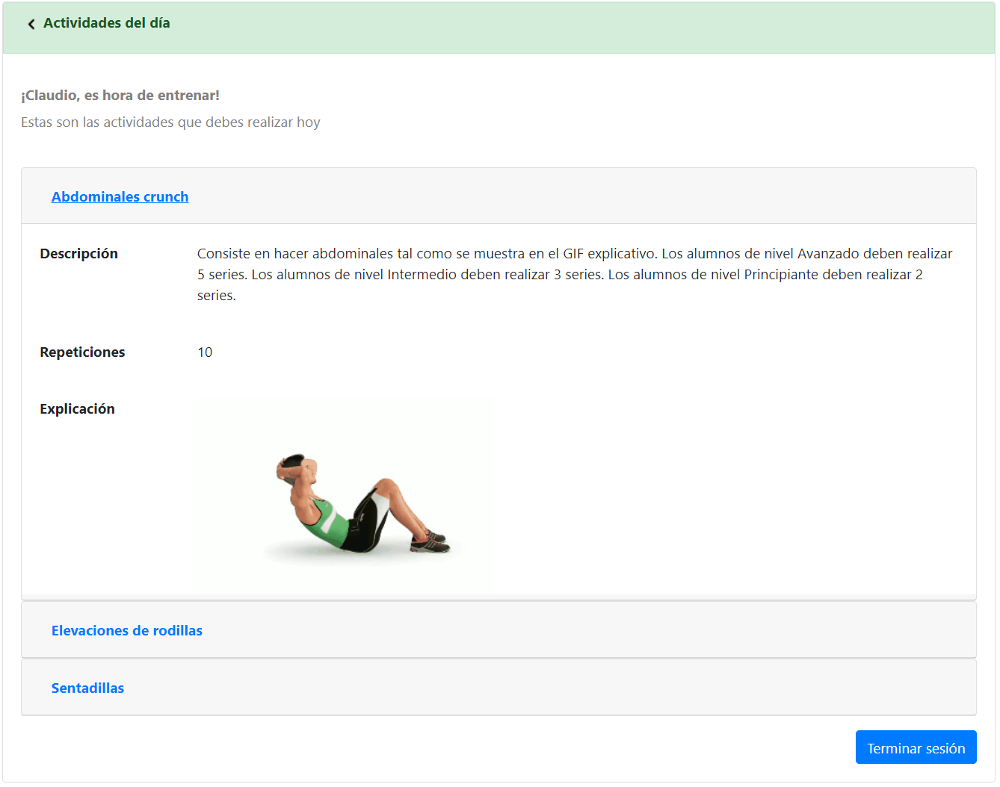 Actividades del día
¡Claudio, es hora de entrenar!
Estas son las actividades que debes realizar hoy
Abdominales crunch
Descripción
Consiste en hacer abdominales tal como se muestra en el GIF explicativo. Los alumnos de nivel Avanzado deben realizar
5 series. Los alumnos de nivel Intermedio deben realizar 3 series. Los alumnos de nivel Principiante deben realizar 2
series.
Repeticiones
10
Explicación
Elevaciones de rodillas
Sentadillas
Terminar sesión